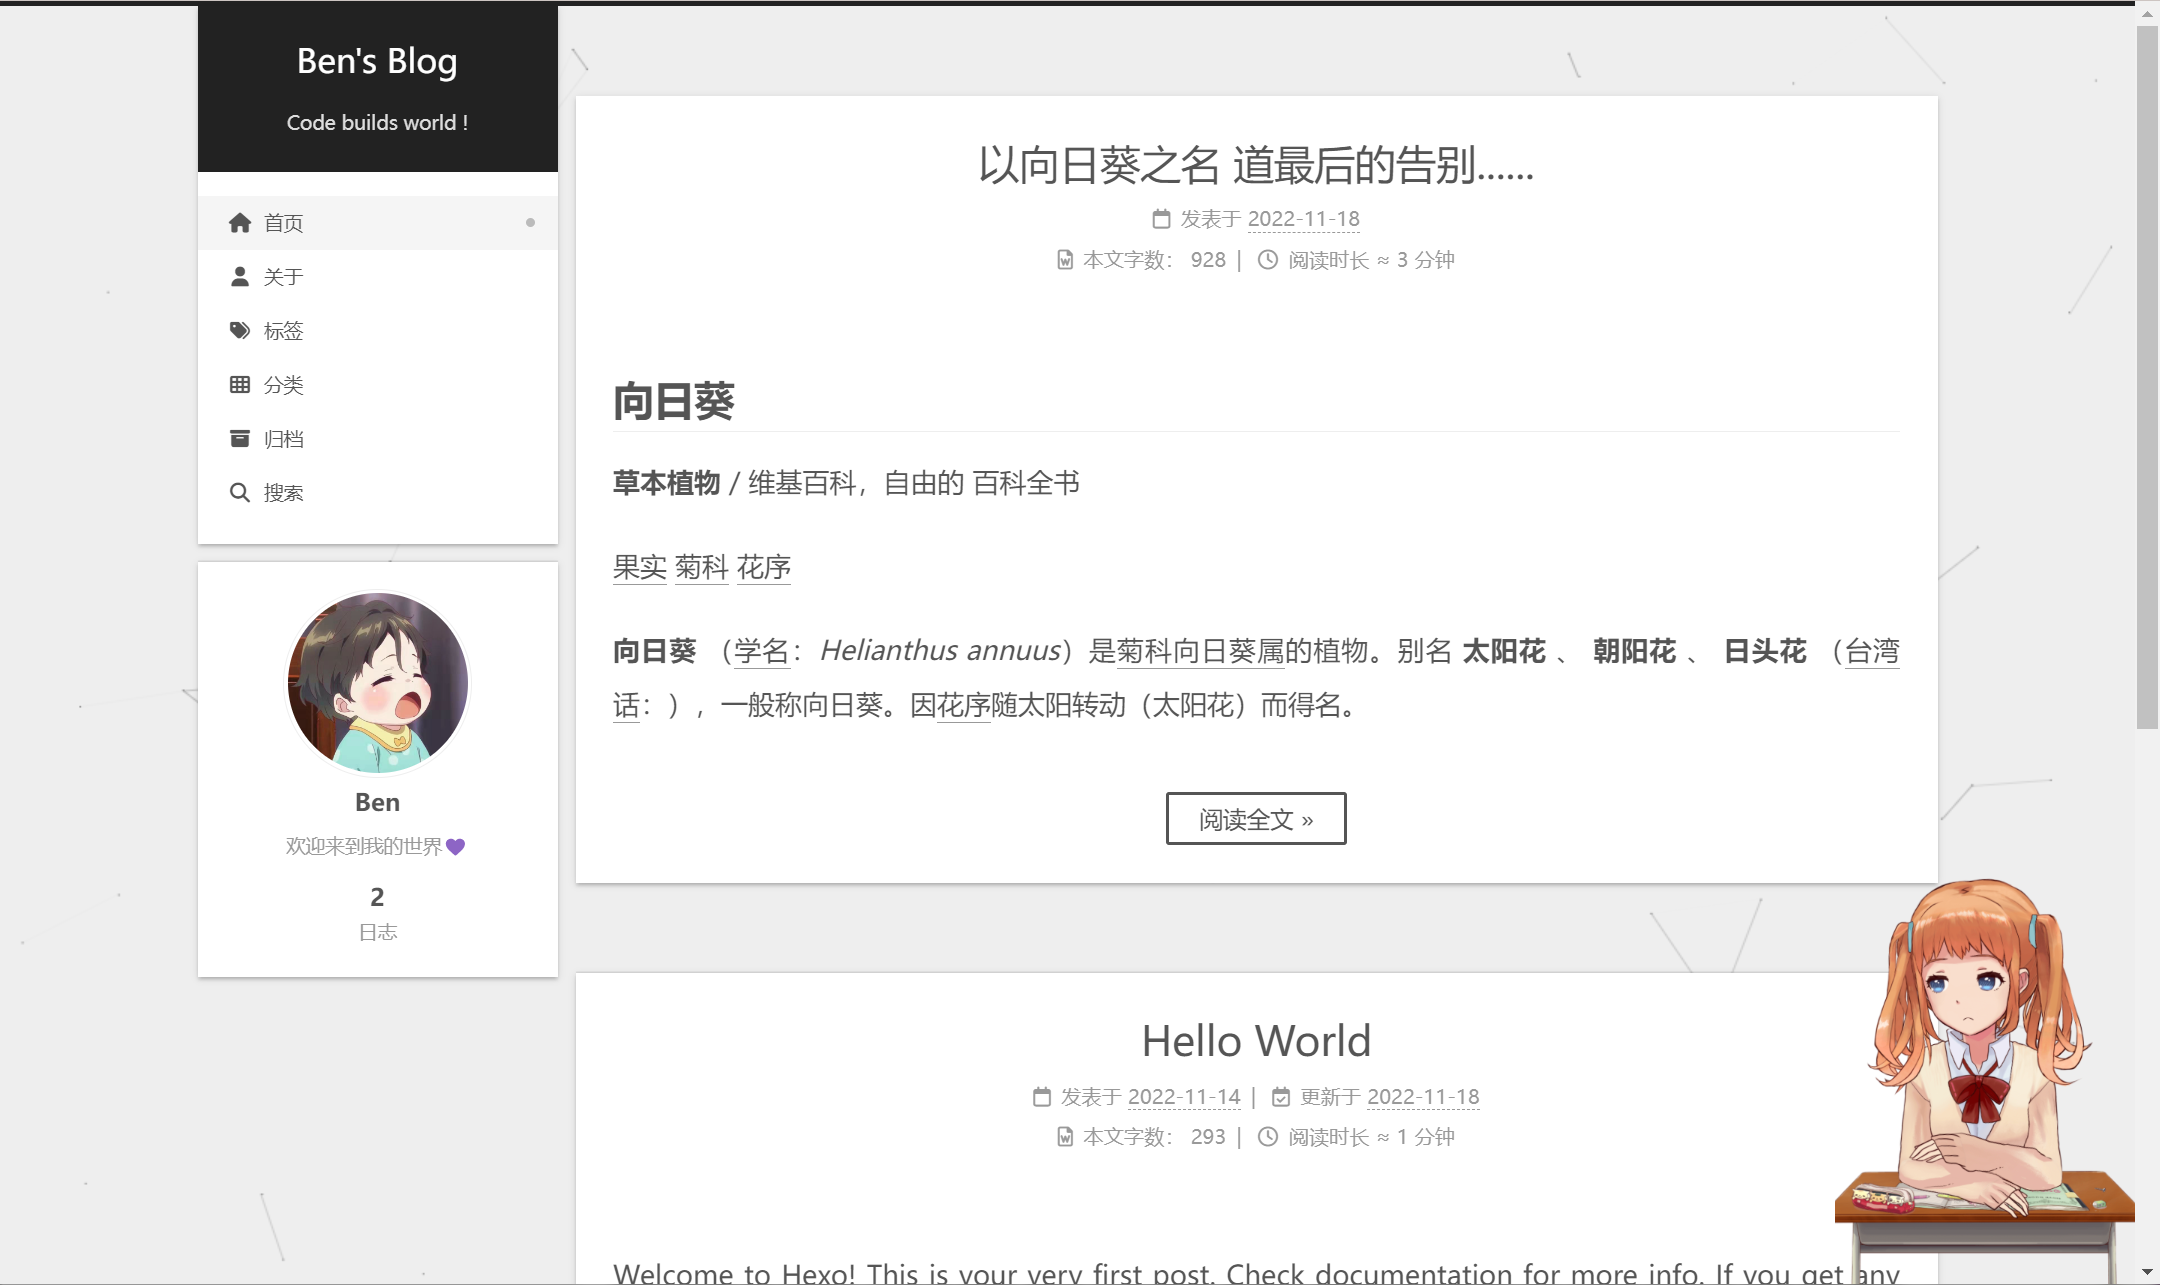 Ben's Blog
Code builds world !
首页
关于
标签
分类
归档
搜索
Ben
欢迎来到我的世界💜
2
日志
以向日葵之名 道最后的告别......
发表于 2022-11-18
本文字数： 928 | 阅读时长 ≈ 3 分钟
向日葵
草本植物 / 维基百科，自由的 百科全书
果实 菊科 花序
向日葵 （学名：Helianthus annuus）是菊科向日葵属的植物。别名 太阳花 、 朝阳花 、 日头花 （台湾
话：），一般称向日葵。因花序随太阳转动（太阳花）而得名。
阅读全文 »
Hello World
发表于 2022-11-14 | 更新于 2022-11-18
本文字数： 293 | 阅读时长 ≈ 1 分钟
Welcome to Hexo! This is your very first post. Check documentation for more info. If you get any